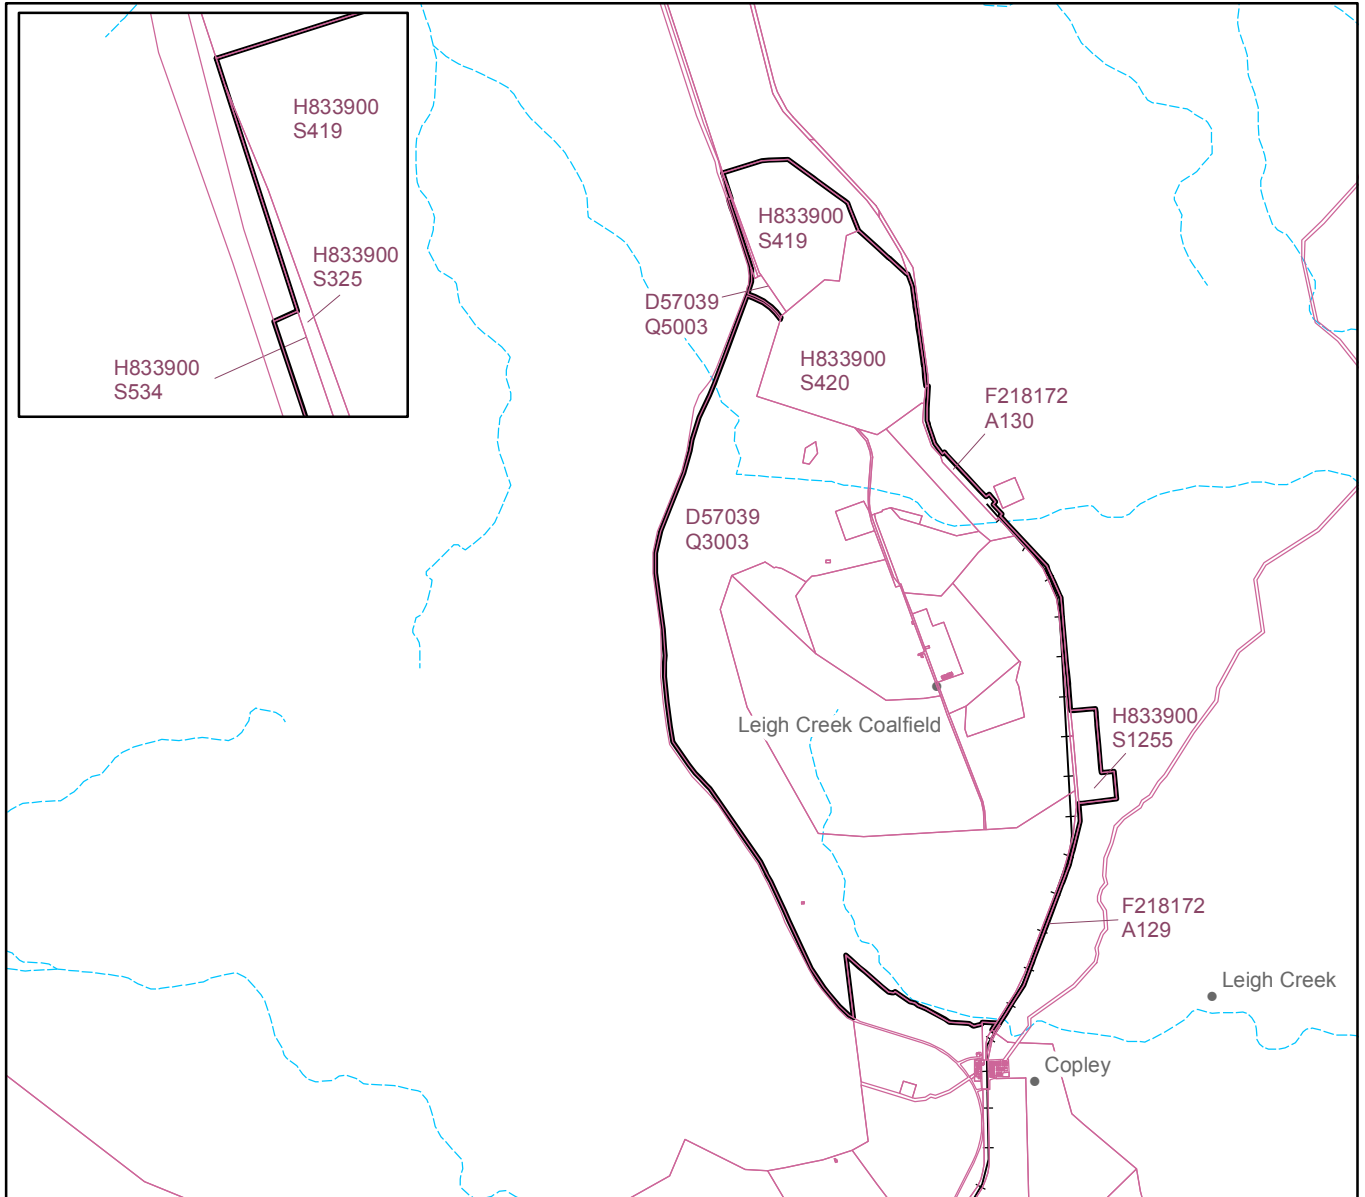 H833900
S419
H833900
S325
H833900
S534
H833900
S419
D57039
Q5003
H833900
S420
F218172
A130
D57039
Q3003
H833900
S1255
Leigh Creek Coalfield
F218172
A129
Leigh Creek
Copley